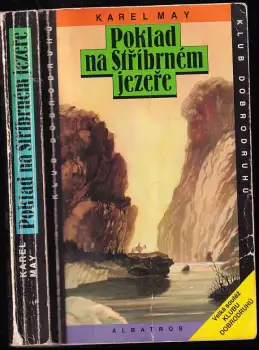 KAREL MAY
Poklad
na Stříbrném
jezeře
KLUB DOBRODRUHŮ
KLUB DOBRODRUHŮ
Velká soutěž
KLUBU
DOBRODRUHŮ
ALBATROS
KAREL
MAY
Poklad na Stříbrném jezeře